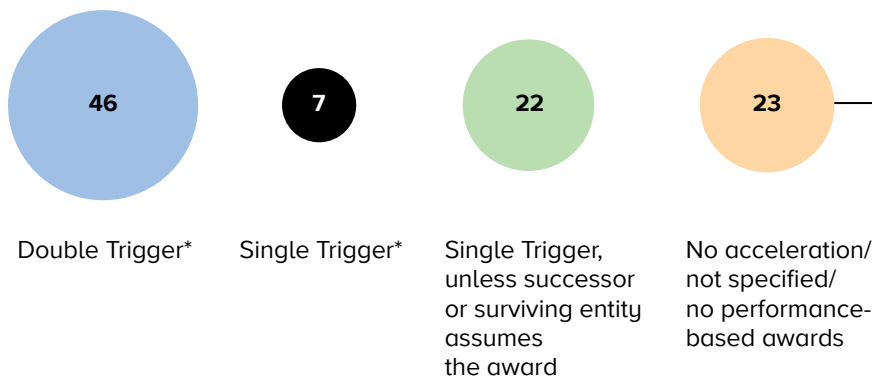 46
7
22
23
Double Trigger*
Single Trigger*
Single Trigger,
unless successor
or surviving entity
assumes
the award
No acceleration/
not specified/
no performance-
based awards